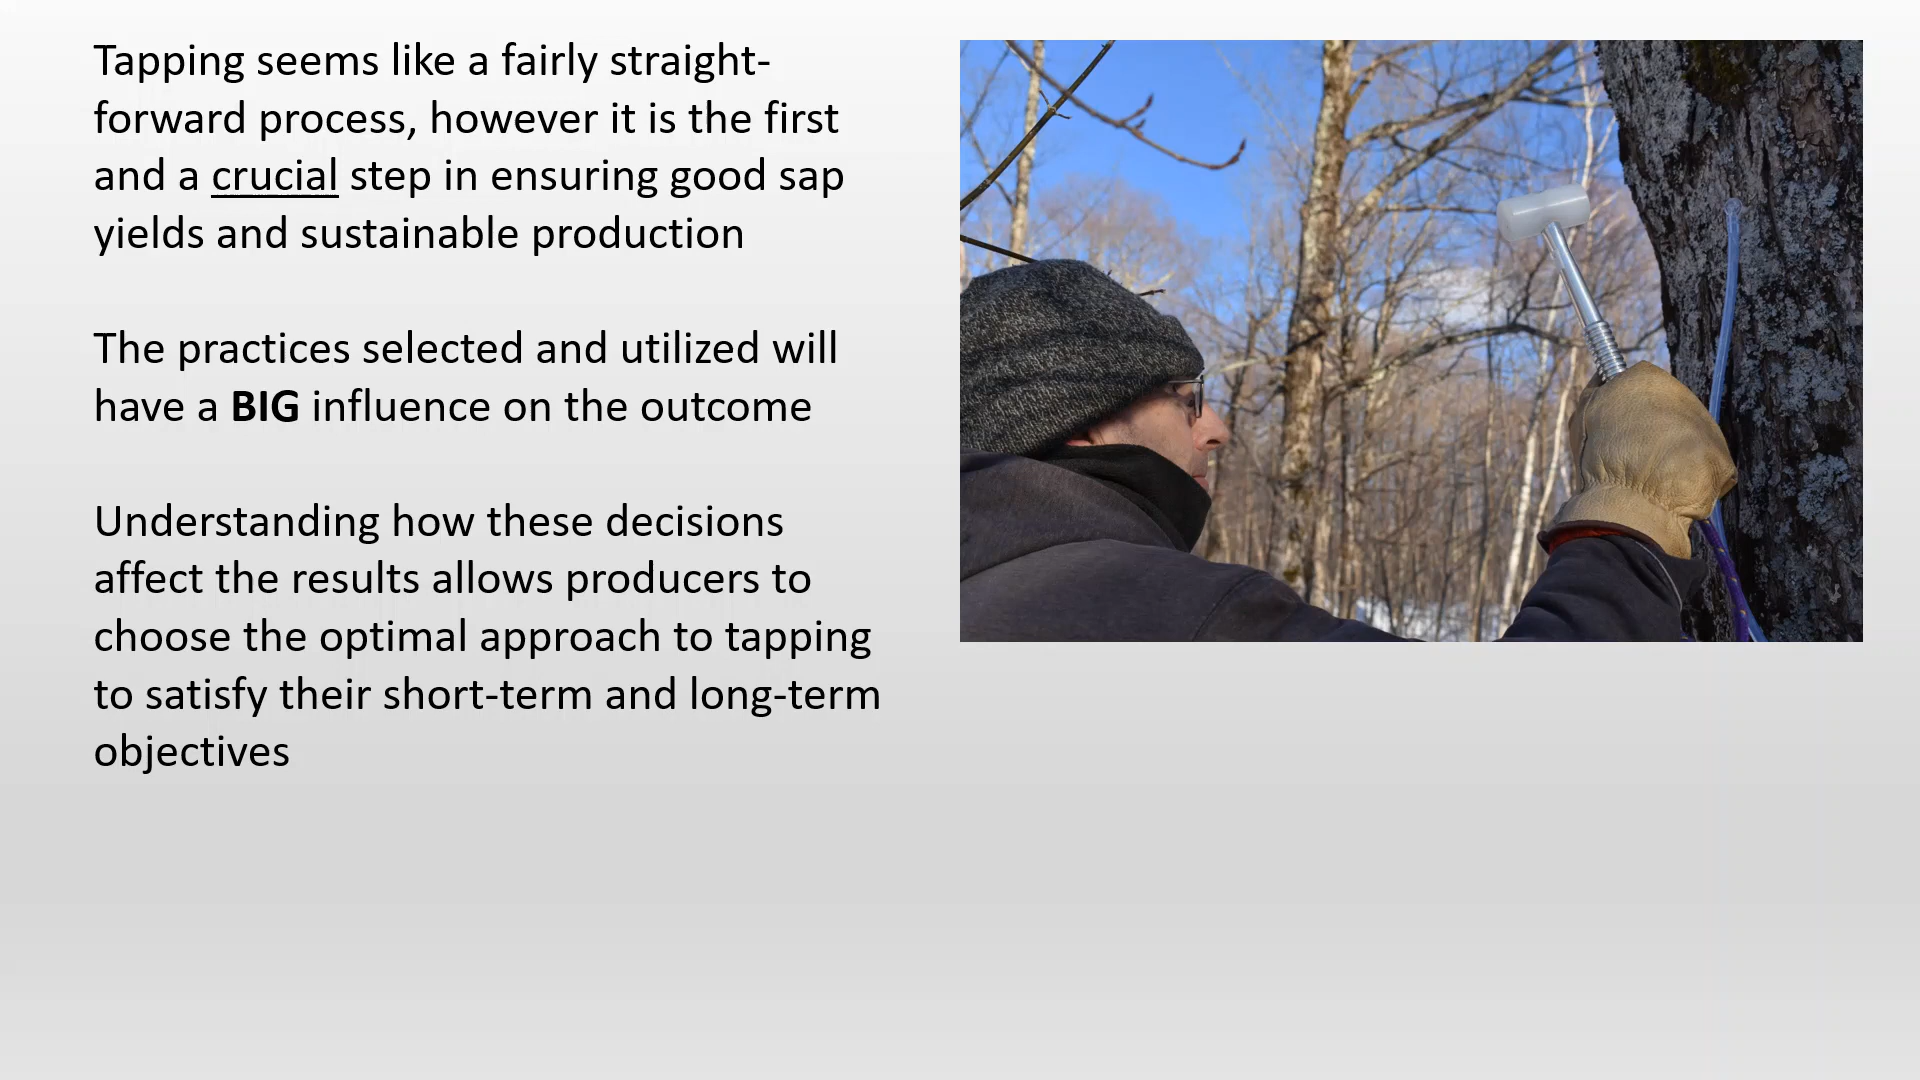 Tapping seems like a fairly straight-
forward process, however it is the first
and a crucial step in ensuring good sap
yields and sustainable production
The practices selected and utilized will
have a BIG influence on the outcome
Understanding how these decisions
affect the results allows producers to
choose the optimal approach to tapping
to satisfy their short-term and long-term
objectives